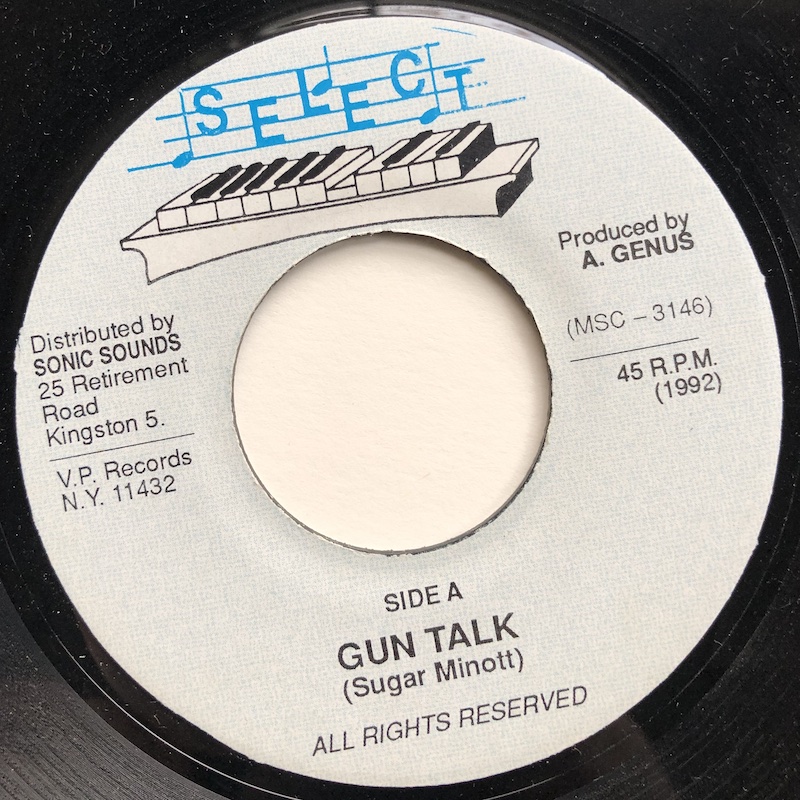 SELECT
Produced by
A. GENUS
(MSC – 3146)
45 R.P.M.
(1992)
Distributed by
SONIC SOUNDS
25 Retirement
Road
Kingston 5.
V.P. Records
N.Y. 11432
SIDE A
GUN TALK
(Sugar Minott)
ALL RIGHTS RESERVED